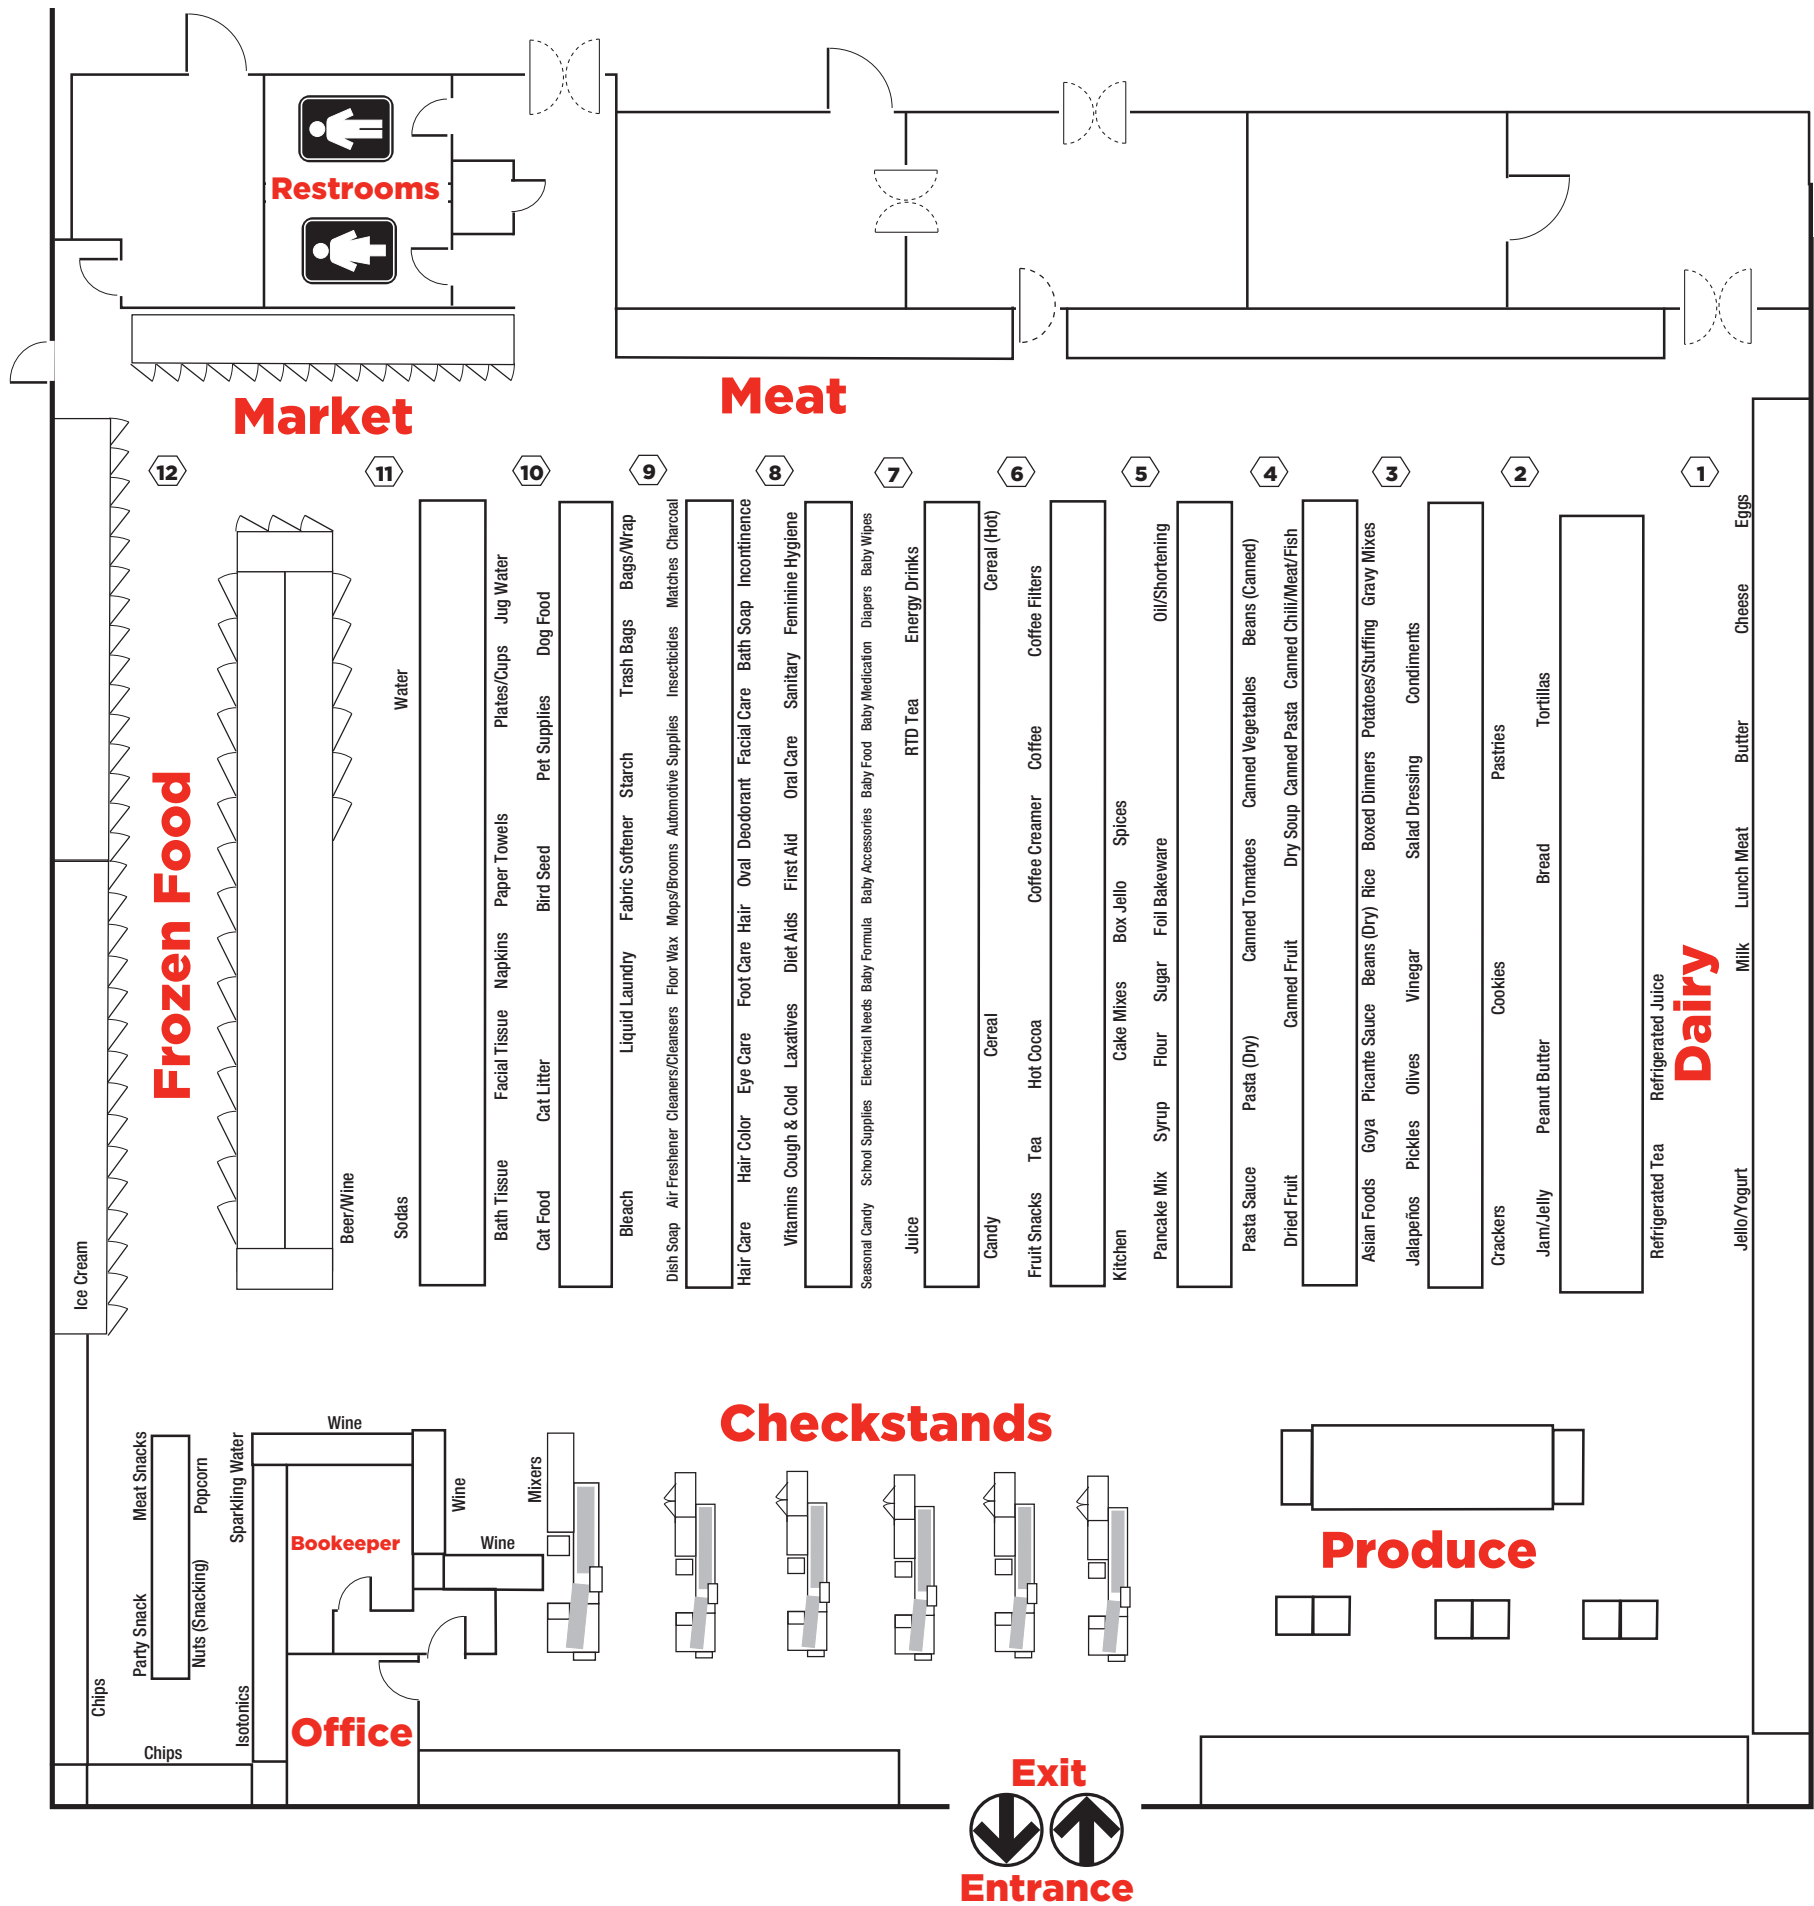 Restrooms
Market
Meat
12
11
10
9
8
7
6
5
4
3
2
1
Frozen Food
Ice Cream
Beer/Wine
Water
Sodas
Jug Water
Plates/Cups
Paper Towels
Napkins
Facial Tissue
Bath Tissue
Dog Food
Pet Supplies
Bird Seed
Cat Litter
Cat Food
Bags/Wrap
Trash Bags
Starch
Fabric Softener
Liquid Laundry
Bleach
Charcoal
Matches
Insecticides
Automotive Supplies
Mops/Brooms
Floor Wax
Cleaners/Cleansers
Air Freshener
Dish Soap
Incontinence
Bath Soap
Facial Care
Deodorant
Oval
Hair
Foot Care
Eye Care
Hair Color
Hair Care
Feminine Hygiene
Sanitary
Oral Care
First Aid
Diet Aids
Laxatives
Cough & Cold
Vitamins
Baby Wipes
Diapers
Baby Medication
Baby Food
Baby Accessories
Baby Formula
Electrical Needs
School Supplies
Seasonal Candy
Energy Drinks
RTD Tea
Juice
Cereal (Hot)
Cereal
Candy
Coffee Filters
Coffee
Coffee Creamer
Hot Cocoa
Tea
Fruit Snacks
Spices
Box Jello
Cake Mixes
Kitchen
Oil/Shortening
Foil Bakeware
Sugar
Flour
Syrup
Pancake Mix
Beans (Canned)
Canned Vegetables
Canned Tomatoes
Pasta (Dry)
Pasta Sauce
Canned Chili/Meat/Fish
Canned Pasta
Dry Soup
Canned Fruit
Dried Fruit
Gravy Mixes
Potatoes/Stuffing
Boxed Dinners
Rice
Beans (Dry)
Picante Sauce
Goya
Asian Foods
Condiments
Salad Dressing
Vinegar
Olives
Pickles
Jalapeños
Pastries
Cookies
Crackers
Tortillas
Bread
Peanut Butter
Jam/Jelly
Refrigerated Juice
Refrigerated Tea
Dairy
Eggs
Cheese
Butter
Lunch Meat
Milk
Jello/Yogurt
Checkstands
Meat Snacks
Party Snack
Popcorn
Nuts (Snacking)
Chips
Chips
Sparkling Water
Isotonics
Wine
Wine
Wine
Mixers
Bookeeper
Office
Produce
Exit
Entrance